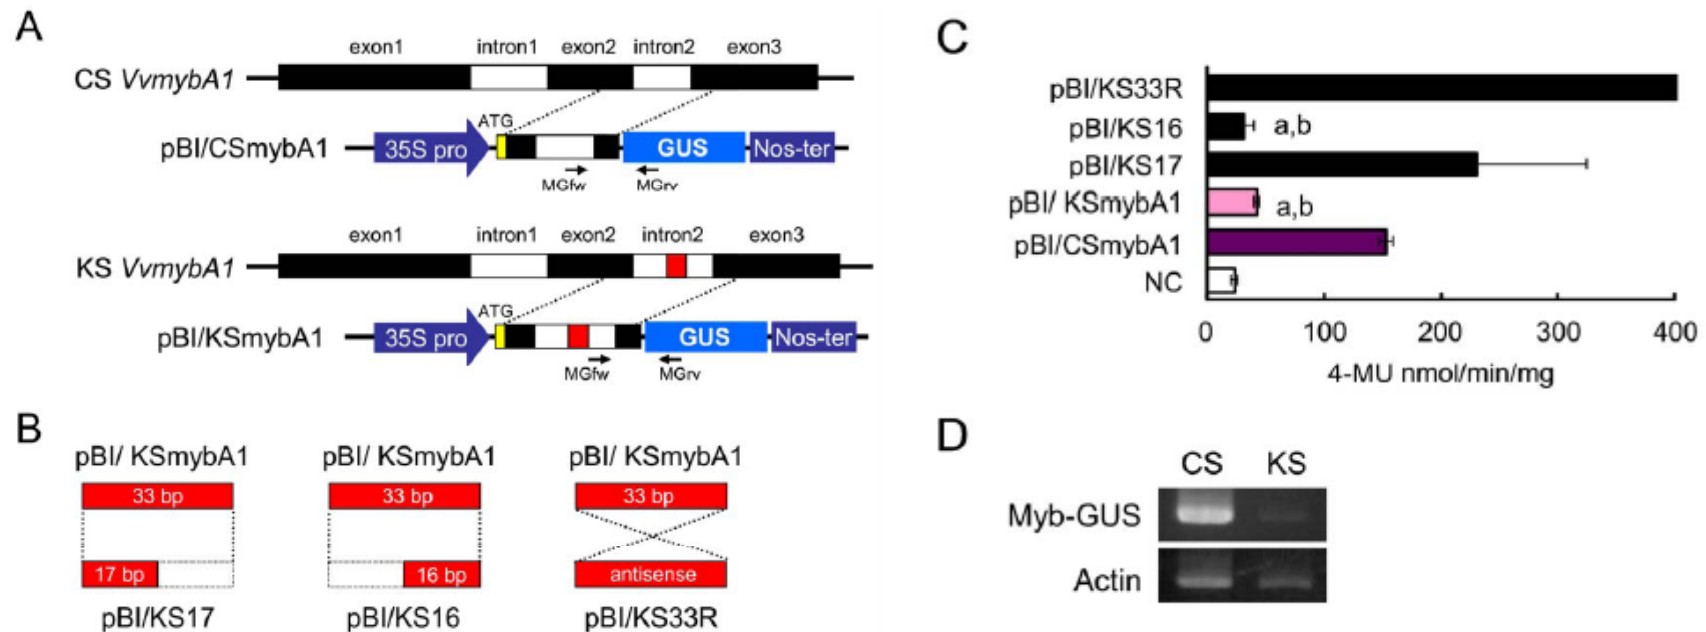 A
exon1 intron1 exon2 intron2 exon3
CS VvmybA1
ATG
pBI/CSmybA1 35S pro GUS Nos-ter
MGfw MGrv
exon1 intron1 exon2 intron2 exon3
KS VvmybA1
ATG
pBI/KSmybA1 35S pro GUS Nos-ter
MGfw MGrv
B
pBI/ KSmybA1 pBI/ KSmybA1 pBI/ KSmybA1
33 bp 33 bp 33 bp
17 bp 16 bp antisense
pBI/KS17 pBI/KS16 pBI/KS33R
C
pBI/KS33R
pBI/KS16 a,b
pBI/KS17
pBI/ KSmybA1 a,b
pBI/CSmybA1
NC
0 100 200 300 400
4-MU nmol/min/mg
D
CS KS
Myb-GUS
Actin